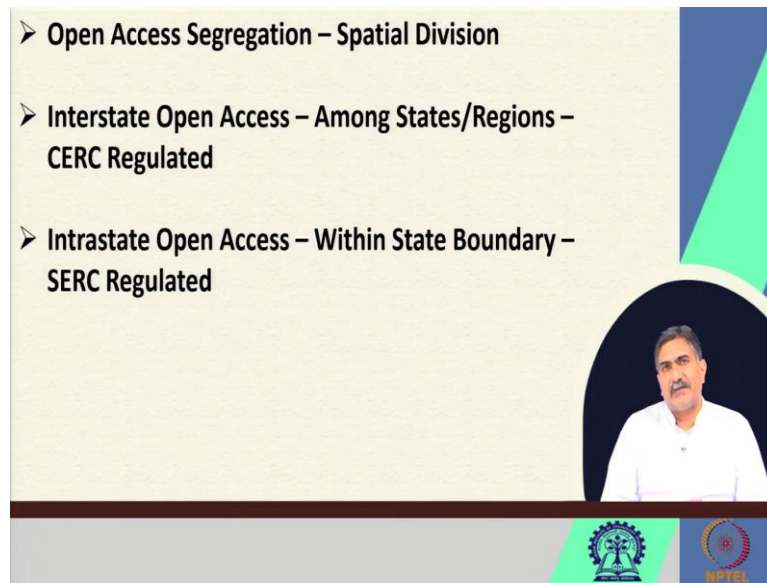 ➢ Open Access Segregation – Spatial Division
➢ Interstate Open Access – Among States/Regions –
CERC Regulated
➢ Intrastate Open Access – Within State Boundary –
SERC Regulated
NPTEL